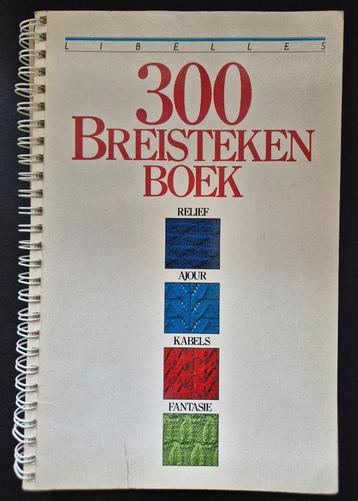 LIBELLES
300
BREISTEKEN
BOEK
RELIEF
AJOUR
KABELS
FANTASIE